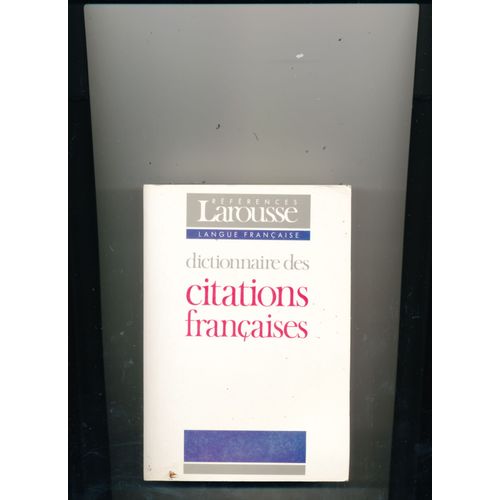 RÉFÉRENCES
Larousse
LANGUE FRANÇAISE
dictionnaire des
citations
françaises